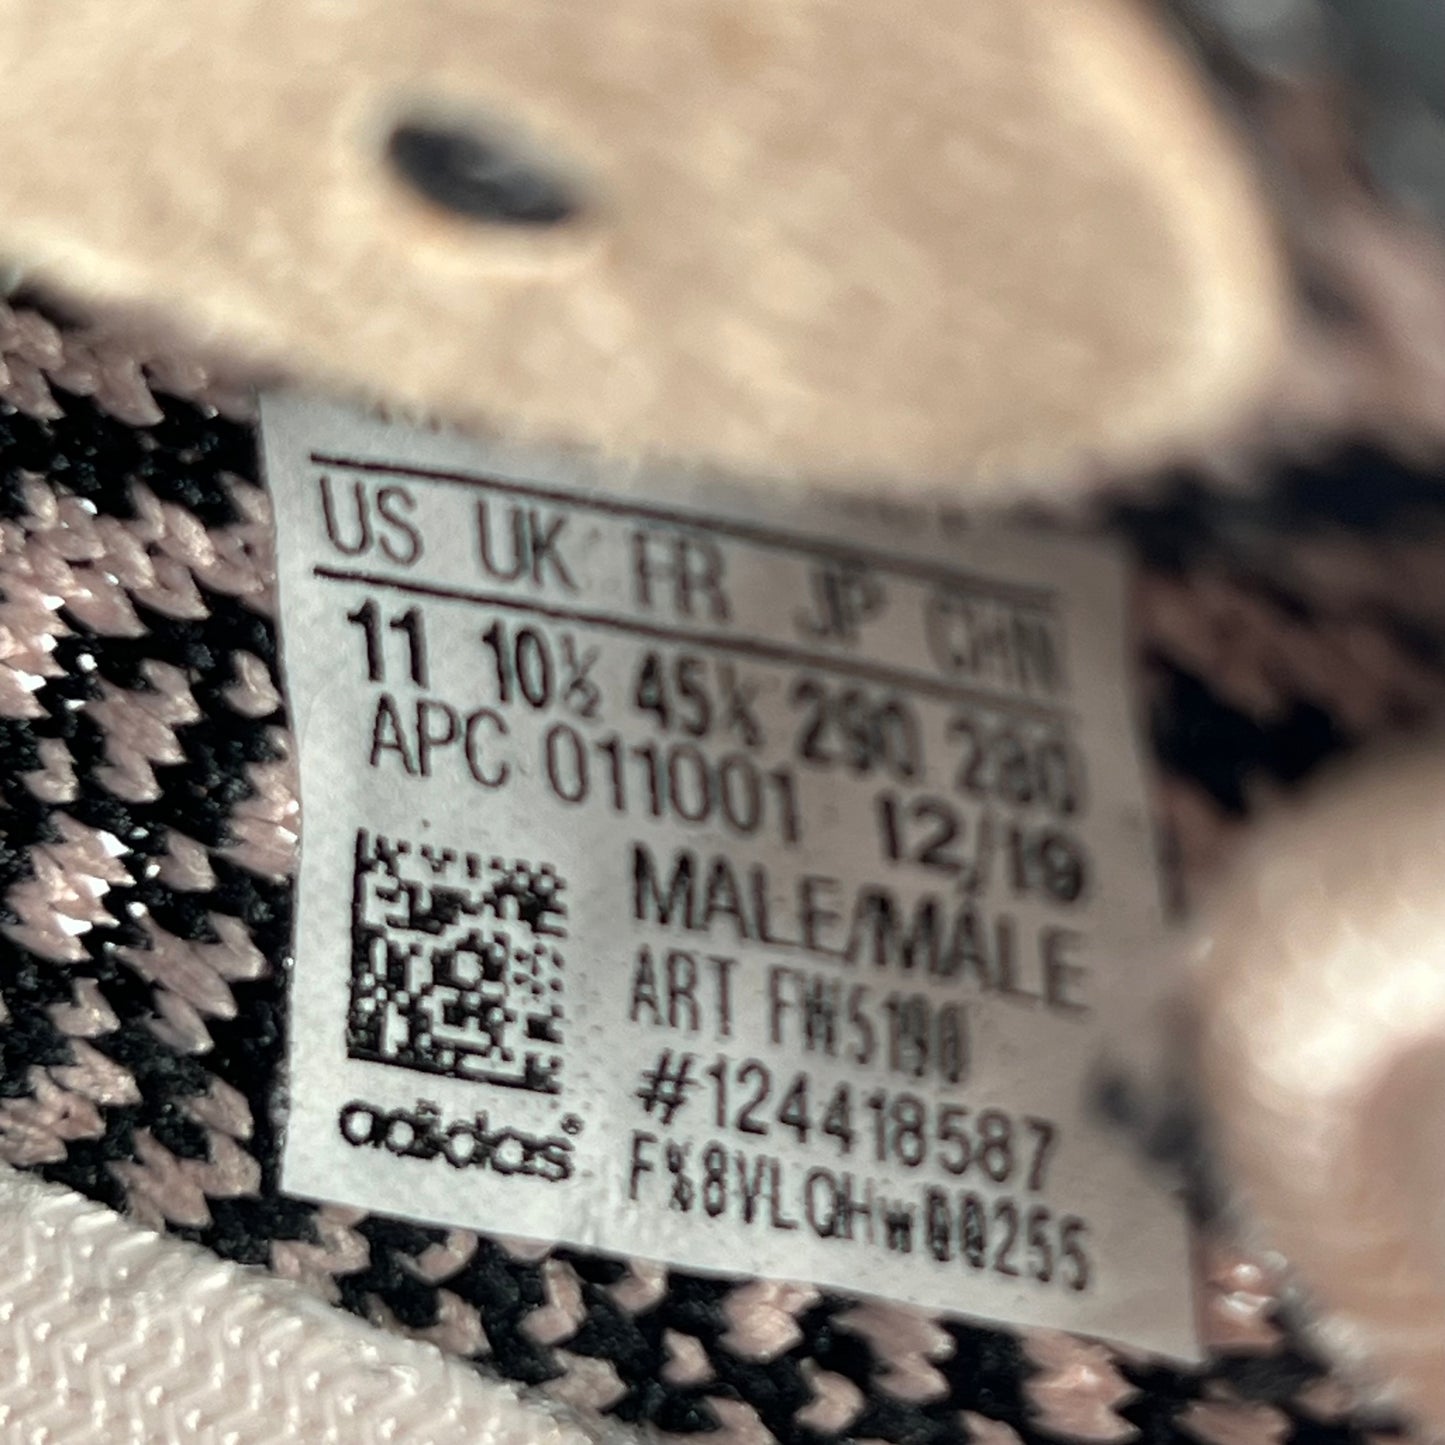 US UK FR JP CHN
11 10½ 45⅓ 290 280
APC 011001 12/19
MALE/MÂLE
ART FW5190
#124418587
F%8VLQHw00255
adidas®